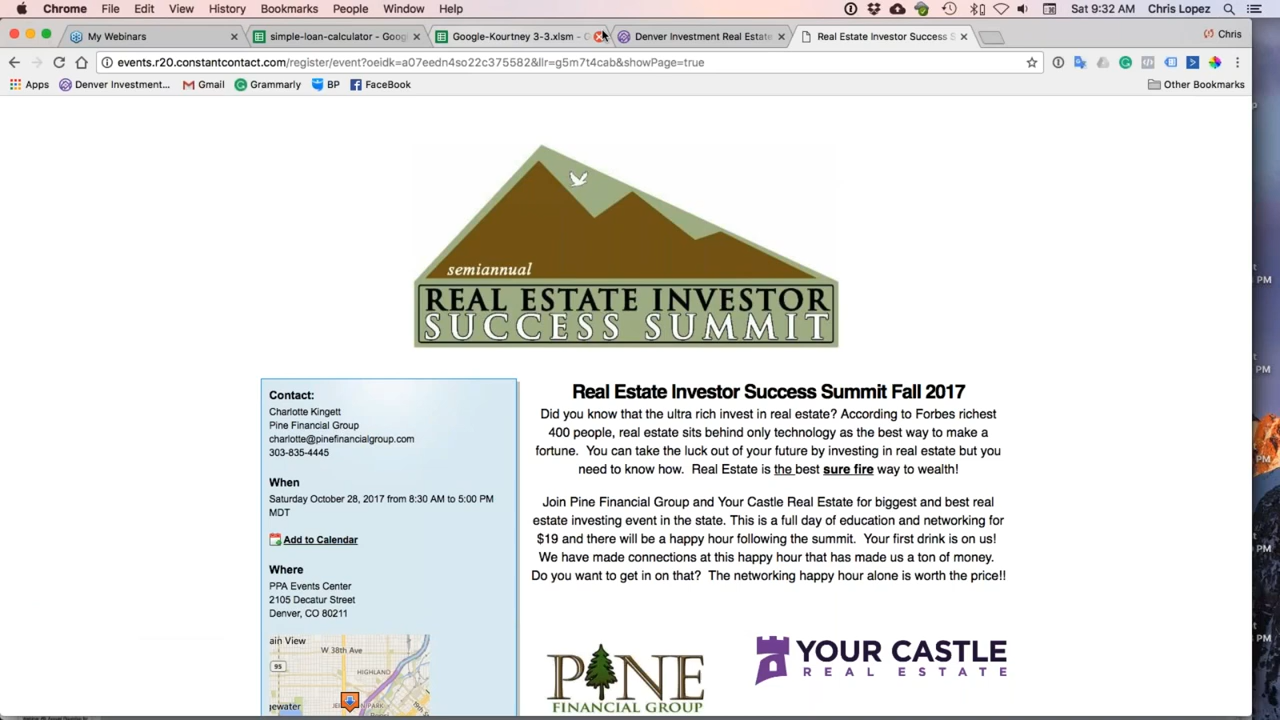 Chrome File Edit View History Bookmarks People Window Help Sat 9:32 AM Chris Lopez
My Webinars simple-loan-calculator - Goog Google-Kourtney 3-3.xlsm - G Denver Investment Real Estate Real Estate Investor Success S Chris
events.r20.constantcontact.com/register/event?oeidk=a07eedn4so22c375582&llr=g5m7t4cab&showPage=true
Apps Denver Investment... Gmail Grammarly BP FaceBook Other Bookmarks
semiannual
REAL ESTATE INVESTOR
SUCCESS SUMMIT
Contact:
Charlotte Kingett
Pine Financial Group
charlotte@pinefinancialgroup.com
303-835-4445
When
Saturday October 28, 2017 from 8:30 AM to 5:00 PM
MDT
Add to Calendar
Where
PPA Events Center
2105 Decatur Street
Denver, CO 80211
ain View
W 38th Ave
95
HIGHLAND
gewater
Real Estate Investor Success Summit Fall 2017
Did you know that the ultra rich invest in real estate? According to Forbes richest
400 people, real estate sits behind only technology as the best way to make a
fortune. You can take the luck out of your future by investing in real estate but you
need to know how. Real Estate is the best sure fire way to wealth!
Join Pine Financial Group and Your Castle Real Estate for biggest and best real
estate investing event in the state. This is a full day of education and networking for
$19 and there will be a happy hour following the summit. Your first drink is on us!
We have made connections at this happy hour that has made us a ton of money.
Do you want to get in on that? The networking happy hour alone is worth the price!!
PINE
FINANCIAL GROUP
YOUR CASTLE
REAL ESTATE